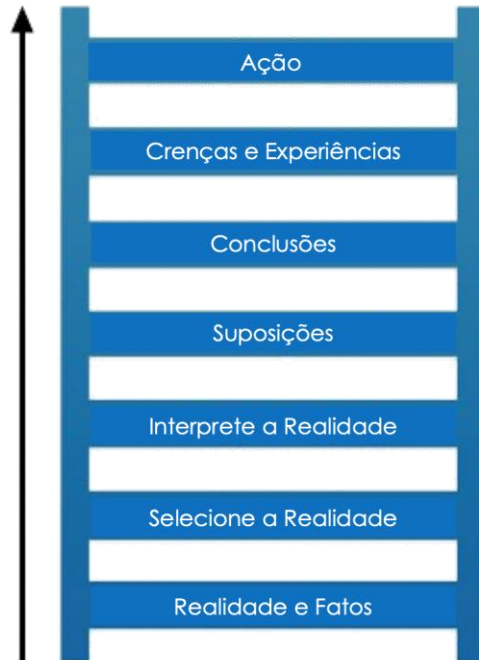 Ação
Crenças e Experiências
Conclusões
Suposições
Interprete a Realidade
Selecione a Realidade
Realidade e Fatos